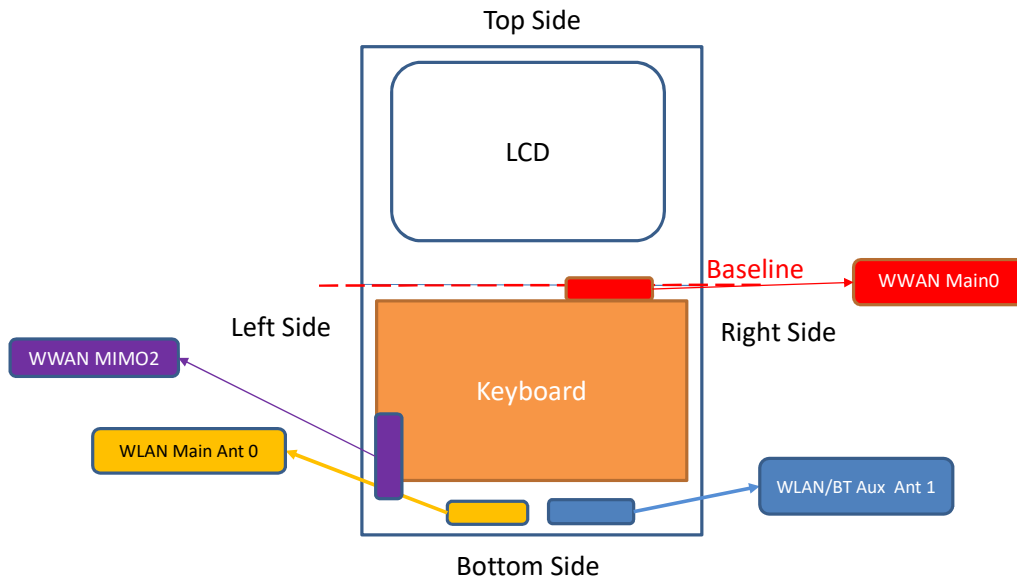 Top Side
LCD
Baseline
WWAN Main0
Left Side
Right Side
WWAN MIMO2
Keyboard
WLAN Main Ant 0
WLAN/BT Aux Ant 1
Bottom Side